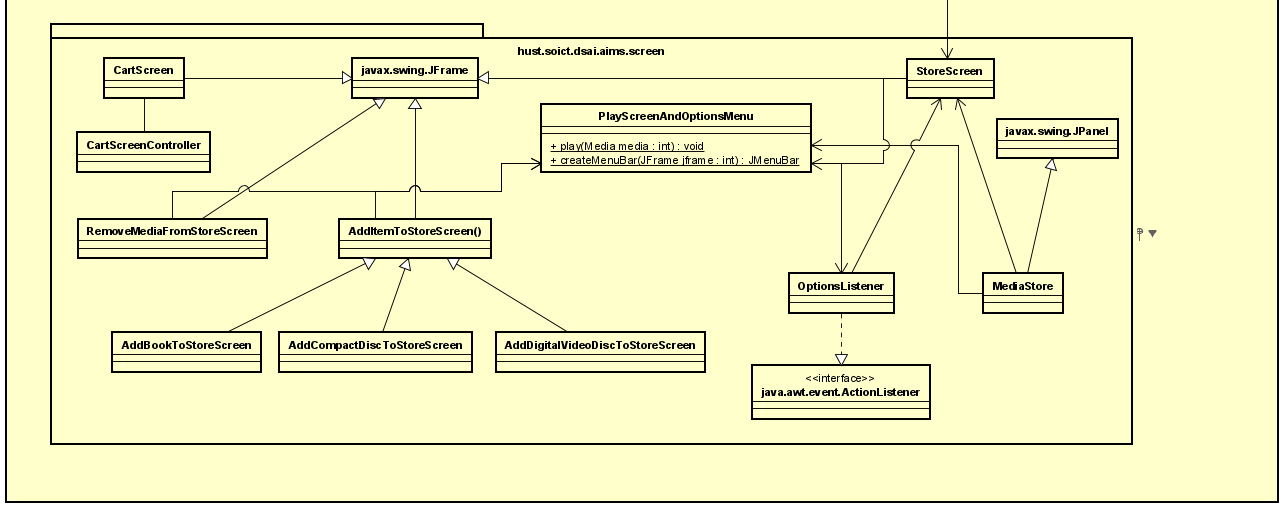 hust.soict.dsai.aims.screen
CartScreen
javax.swing.JFrame
StoreScreen
PlayScreenAndOptionsMenu
+ play(Media media : int) : void
+ createMenuBar(JFrame jframe : int) : JMenuBar
javax.swing.JPanel
CartScreenController
RemoveMediaFromStoreScreen
AddItemToStoreScreen()
OptionsListener
MediaStore
AddBookToStoreScreen
AddCompactDiscToStoreScreen
AddDigitalVideoDiscToStoreScreen
<<interface>>
java.awt.event.ActionListener